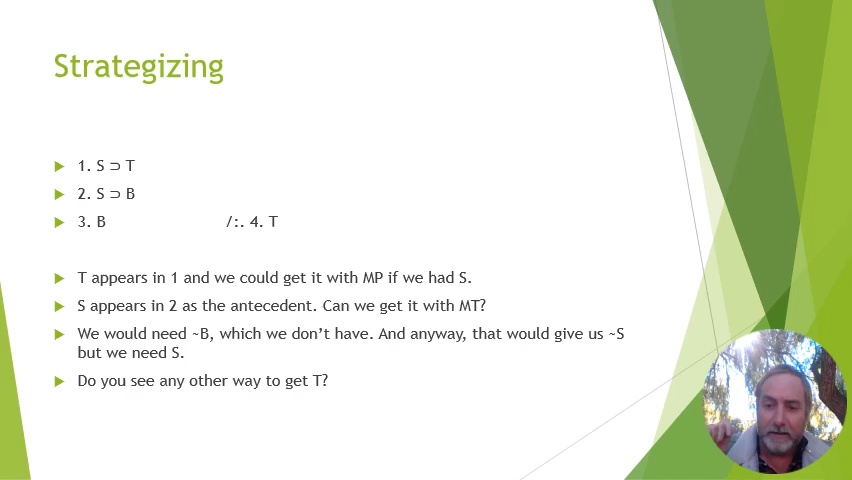 Strategizing
1. S ⊃ T
2. S ⊃ B
3. B /:. 4. T
T appears in 1 and we could get it with MP if we had S.
S appears in 2 as the antecedent. Can we get it with MT?
We would need ~B, which we don’t have. And anyway, that would give us ~S
but we need S.
Do you see any other way to get T?